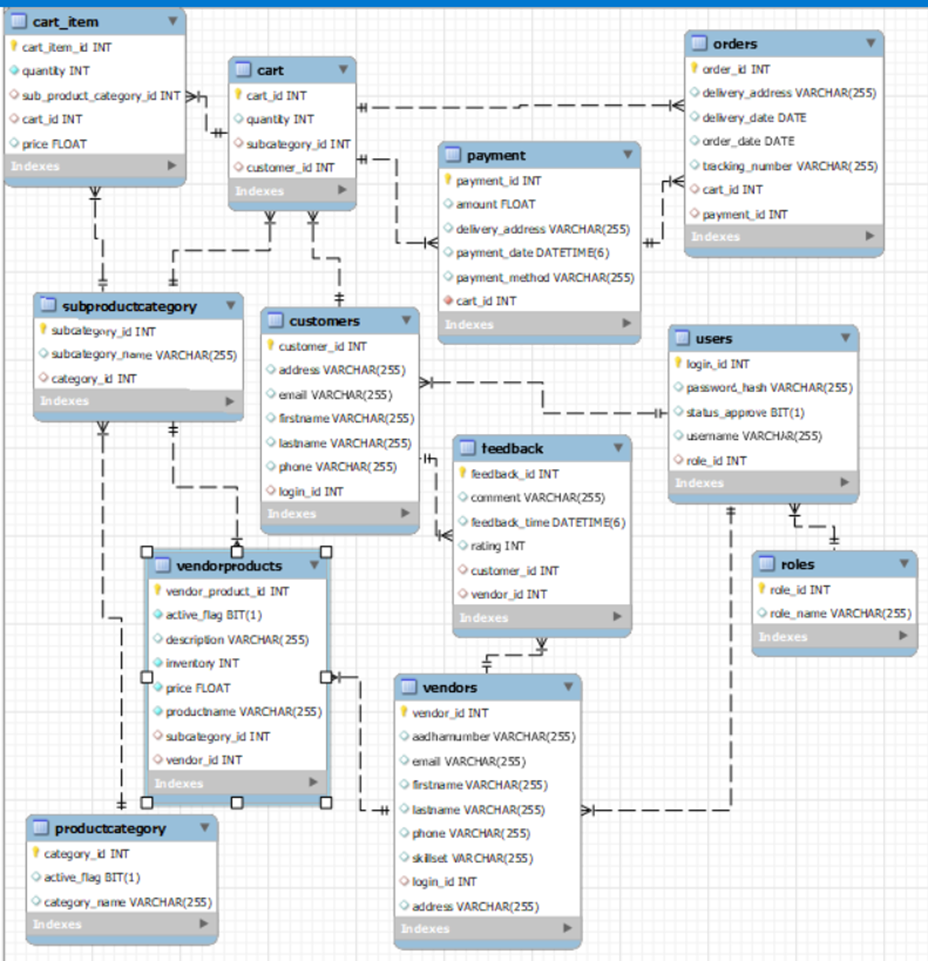 cart_item
cart_item_id INT
quantity INT
sub_product_category_id INT
cart_id INT
price FLOAT
Indexes
cart
cart_id INT
quantity INT
subcategory_id INT
customer_id INT
Indexes
orders
order_id INT
delivery_address VARCHAR(255)
delivery_date DATE
order_date DATE
tracking_number VARCHAR(255)
cart_id INT
payment_id INT
Indexes
payment
payment_id INT
amount FLOAT
delivery_address VARCHAR(255)
payment_date DATETIME(6)
payment_method VARCHAR(255)
cart_id INT
Indexes
subproductcategory
subcategory_id INT
subcategory_name VARCHAR(255)
category_id INT
Indexes
customers
customer_id INT
address VARCHAR(255)
email VARCHAR(255)
firstname VARCHAR(255)
lastname VARCHAR(255)
phone VARCHAR(255)
login_id INT
Indexes
users
login_id INT
password_hash VARCHAR(255)
status_approve BIT(1)
username VARCHAR(255)
role_id INT
Indexes
feedback
feedback_id INT
comment VARCHAR(255)
feedback_time DATETIME(6)
rating INT
customer_id INT
vendor_id INT
Indexes
roles
role_id INT
role_name VARCHAR(255)
Indexes
vendorproducts
vendor_product_id INT
active_flag BIT(1)
description VARCHAR(255)
inventory INT
price FLOAT
productname VARCHAR(255)
subcategory_id INT
vendor_id INT
Indexes
vendors
vendor_id INT
aadharnumber VARCHAR(255)
email VARCHAR(255)
firstname VARCHAR(255)
lastname VARCHAR(255)
phone VARCHAR(255)
skillset VARCHAR(255)
login_id INT
address VARCHAR(255)
Indexes
productcategory
category_id INT
active_flag BIT(1)
category_name VARCHAR(255)
Indexes